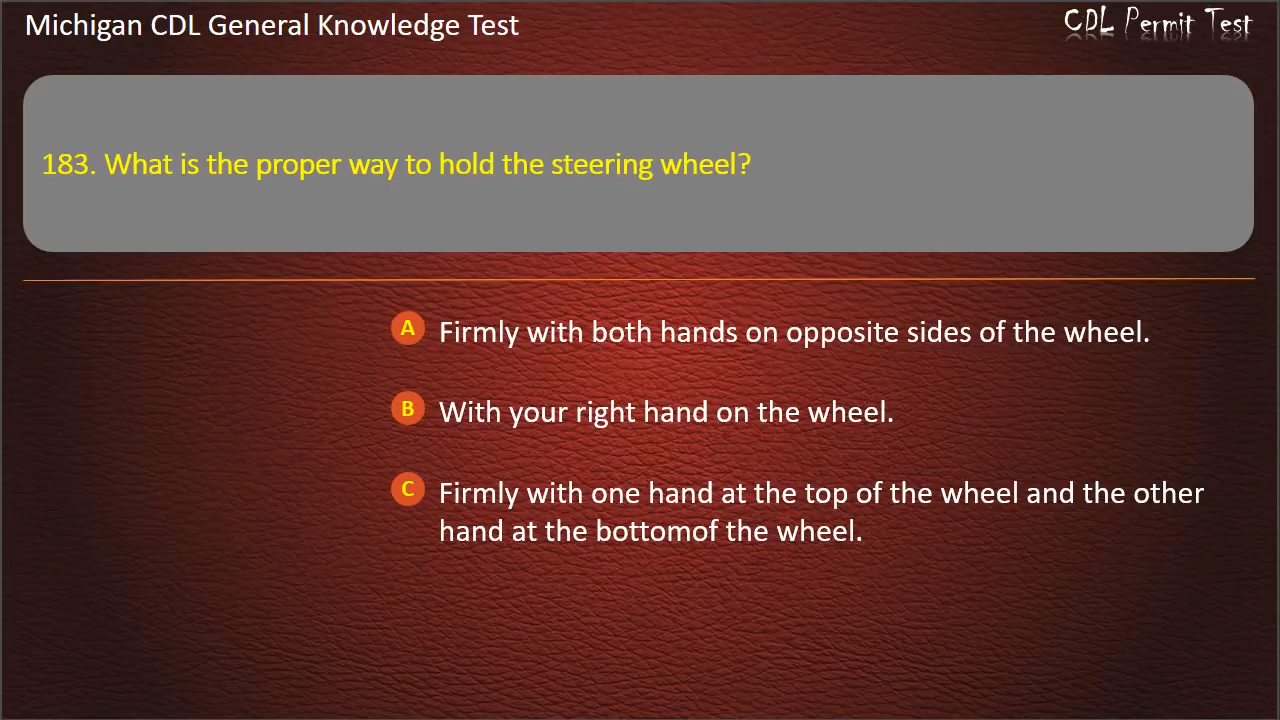 Michigan CDL General Knowledge Test
CDL Permit Test
183. What is the proper way to hold the steering wheel?
A Firmly with both hands on opposite sides of the wheel.
B With your right hand on the wheel.
C Firmly with one hand at the top of the wheel and the other
hand at the bottomof the wheel.